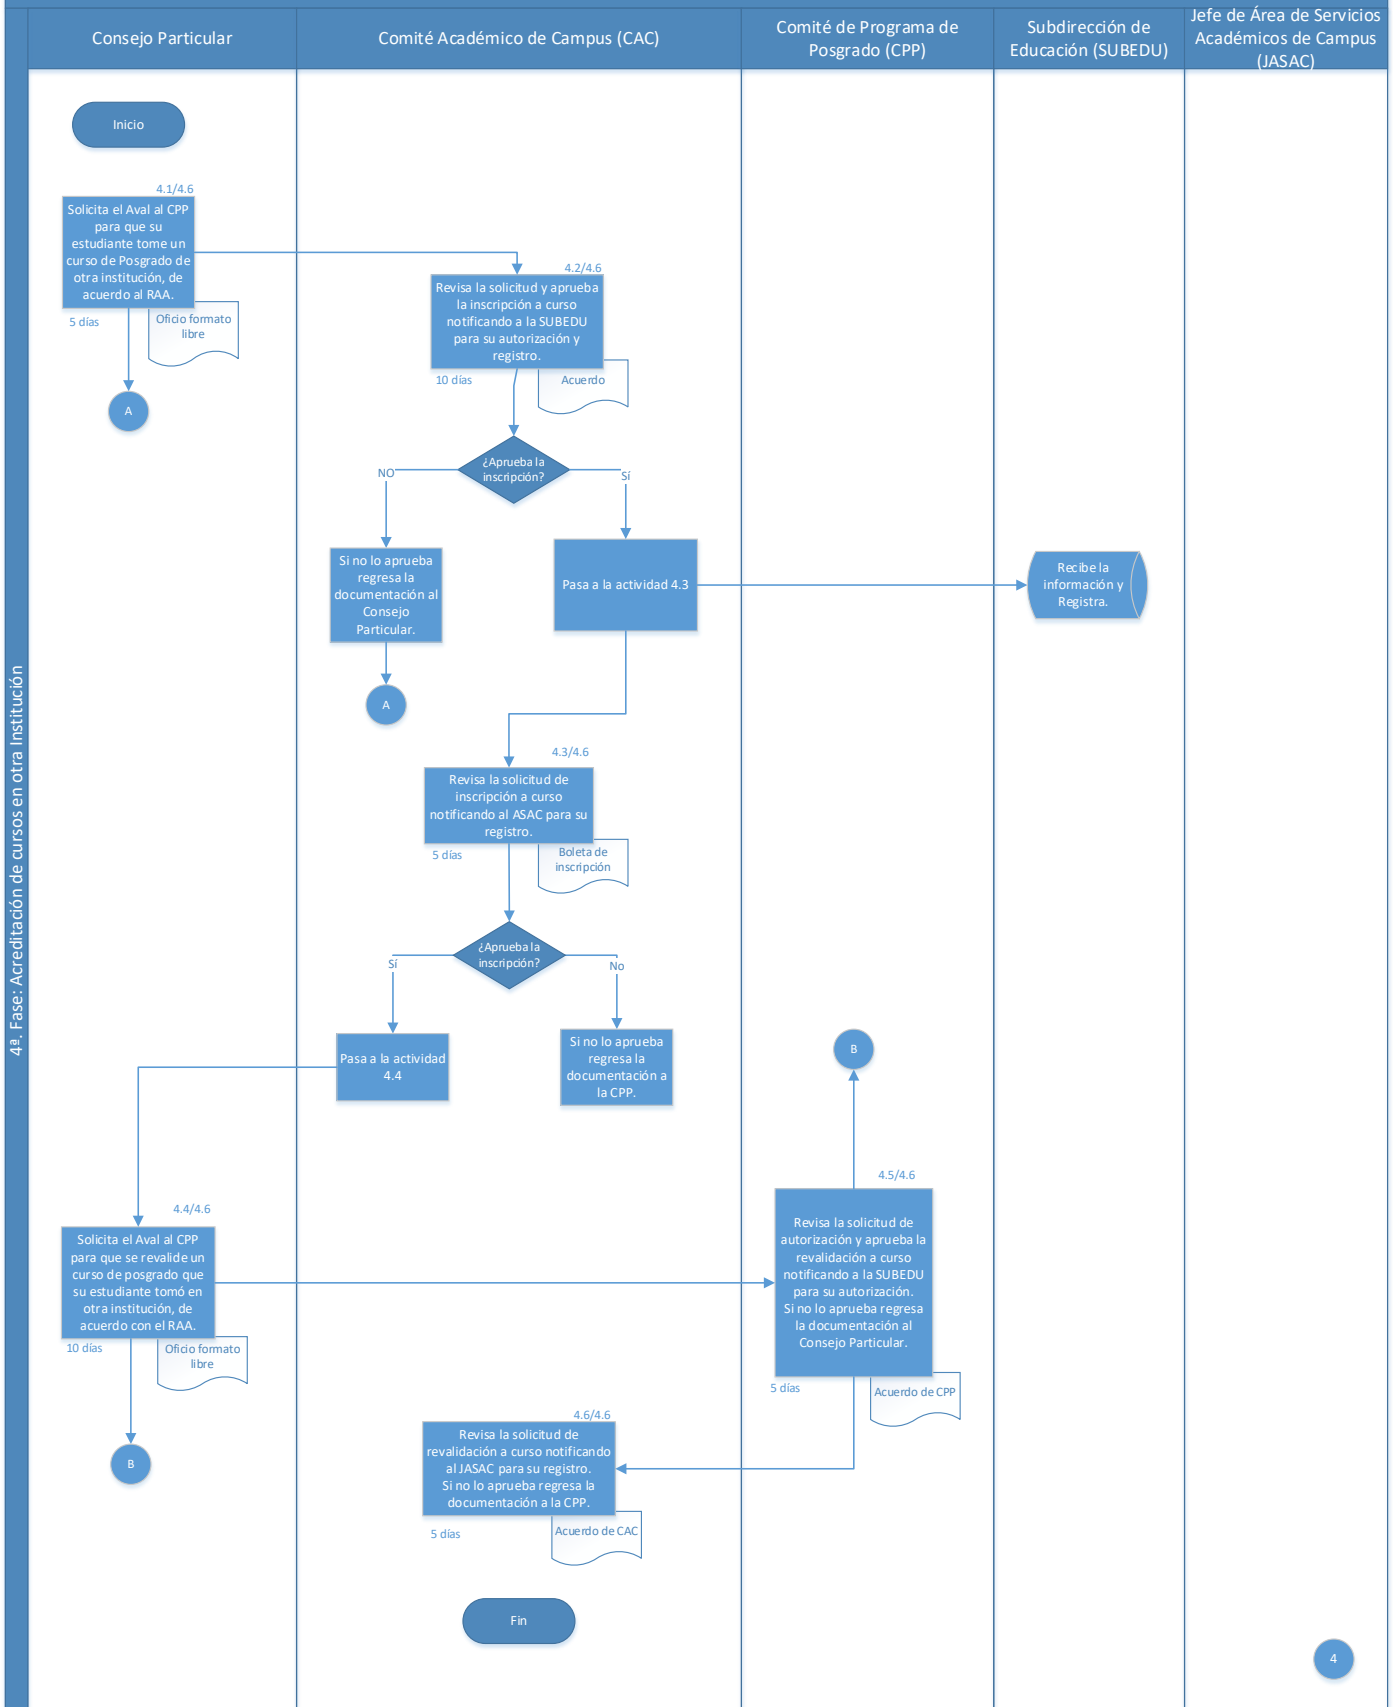 Consejo Particular
Comité Académico de Campus (CAC)
Comité de Programa de
Posgrado (CPP)
Subdirección de
Educación (SUBEDU)
Jefe de Área de Servicios
Académicos de Campus
(JASAC)
4ª. Fase: Acreditación de cursos en otra Institución
Inicio
4.1/4.6
Solicita el Aval al CPP
para que su
estudiante tome un
curso de Posgrado de
otra institución, de
acuerdo al RAA.
5 días
Oficio formato
libre
A
4.2/4.6
Revisa la solicitud y aprueba
la inscripción a curso
notificando a la SUBEDU
para su autorización y
registro.
10 días
Acuerdo
¿Aprueba la
inscripción?
NO
Sí
Si no lo aprueba
regresa la
documentación al
Consejo
Particular.
Pasa a la actividad 4.3
Recibe la
información y
Registra.
A
4.3/4.6
Revisa la solicitud de
inscripción a curso
notificando al ASAC para su
registro.
5 días
Boleta de
inscripción
¿Aprueba la
inscripción?
Sí
No
Pasa a la actividad
4.4
Si no lo aprueba
regresa la
documentación a
la CPP.
B
4.4/4.6
Solicita el Aval al CPP
para que se revalide un
curso de posgrado que
su estudiante tomó en
otra institución, de
acuerdo con el RAA.
10 días
Oficio formato
libre
B
4.5/4.6
Revisa la solicitud de
autorización y aprueba la
revalidación a curso
notificando a la SUBEDU
para su autorización.
Si no lo aprueba regresa
la documentación al
Consejo Particular.
5 días
Acuerdo de CPP
4.6/4.6
Revisa la solicitud de
revalidación a curso notificando
al JASAC para su registro.
Si no lo aprueba regresa la
documentación a la CPP.
5 días
Acuerdo de CAC
Fin
4